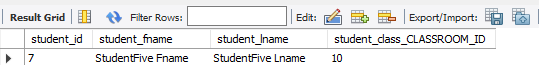 Result Grid Filter Rows: Edit: Export/Import:
student_id student_fname student_lname student_class_CLASSROOM_ID
7 StudentFive Fname StudentFive Lname 10